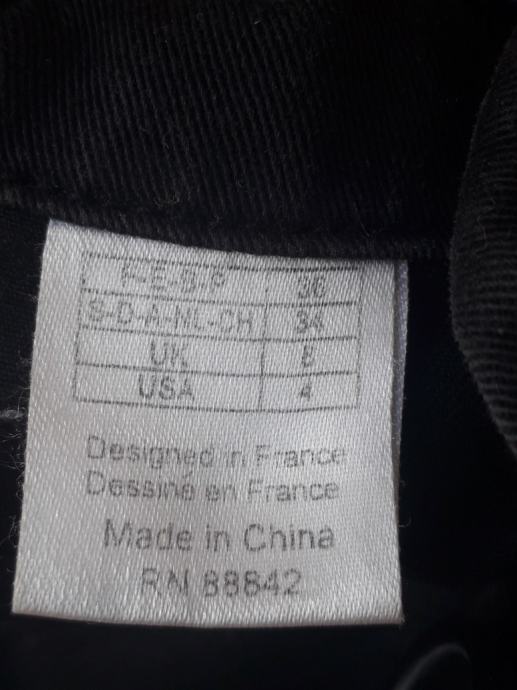 F-E-B-P 36
S-D-A-NL-CH 34
UK 8
USA 4
Designed in France
Dessiné en France
Made in China
RN 88842